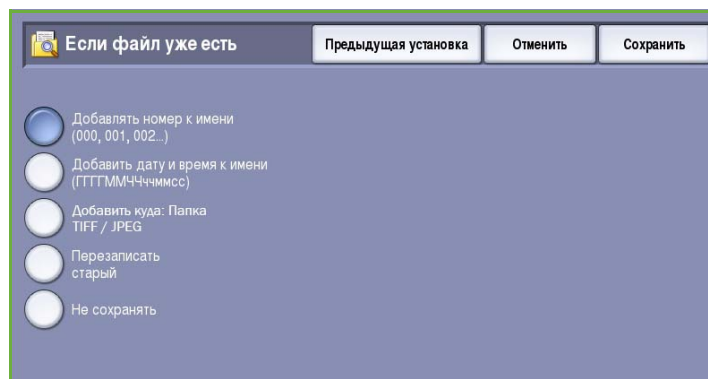 Если файл уже есть
Предыдущая установка
Отменить
Сохранить
Добавлять номер к имени
(000, 001, 002...)
Добавить дату и время к имени
(ГГГГММЧЧччммсс)
Добавить куда: Папка
TIFF / JPEG
Перезаписать
старый
Не сохранять